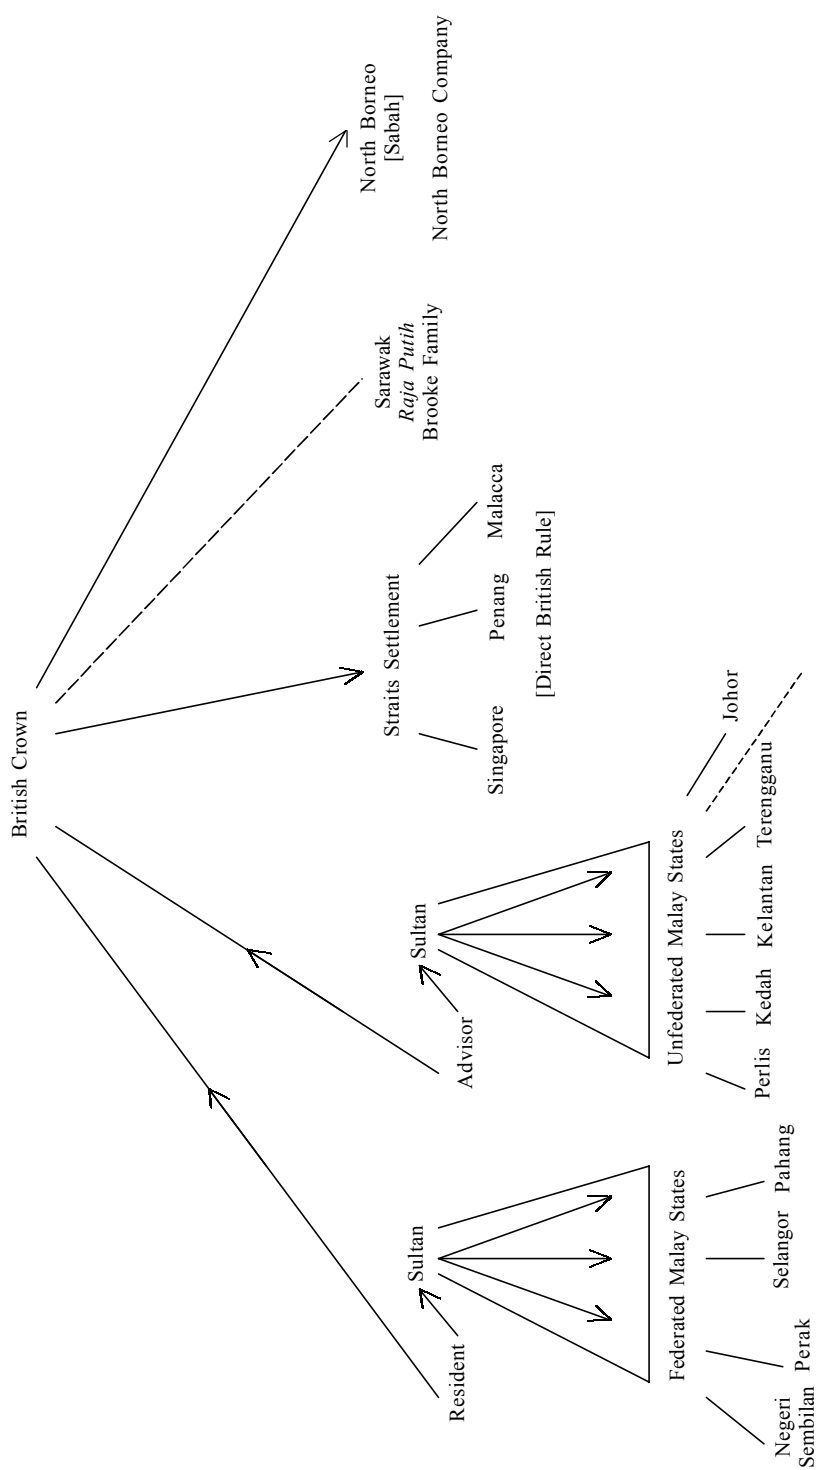 British Crown
North Borneo
[Sabah]
North Borneo Company
Sarawak
Raja Putih
Brooke Family
Straits Settlement
Singapore
Penang
Malacca
[Direct British Rule]
Sultan
Advisor
Unfederated Malay States
Perlis
Kedah
Kelantan
Terengganu
Johor
Sultan
Resident
Federated Malay States
Negeri
Sembilan
Perak
Selangor
Pahang